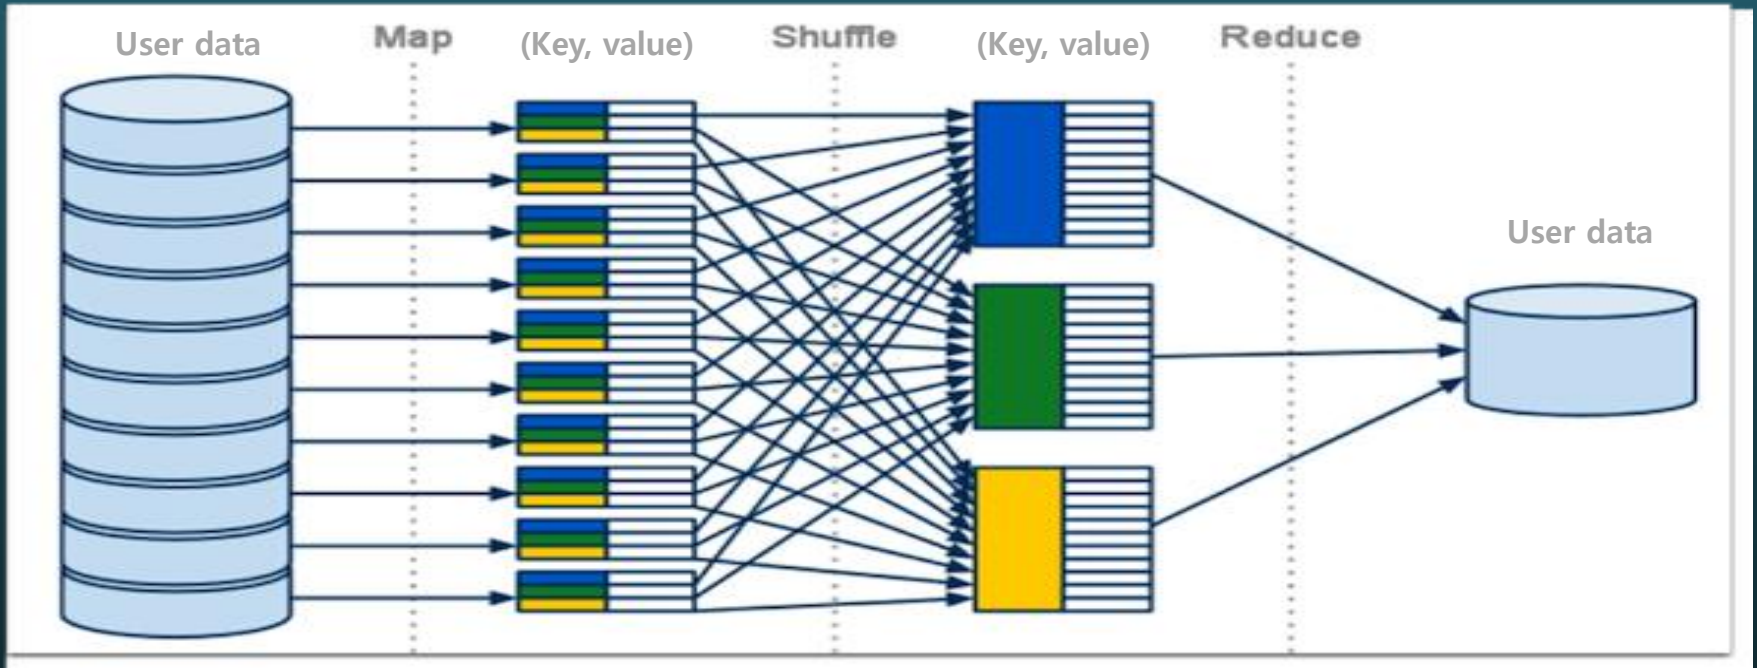 User data
Map
(Key, value)
Shuffle
(Key, value)
Reduce
User data